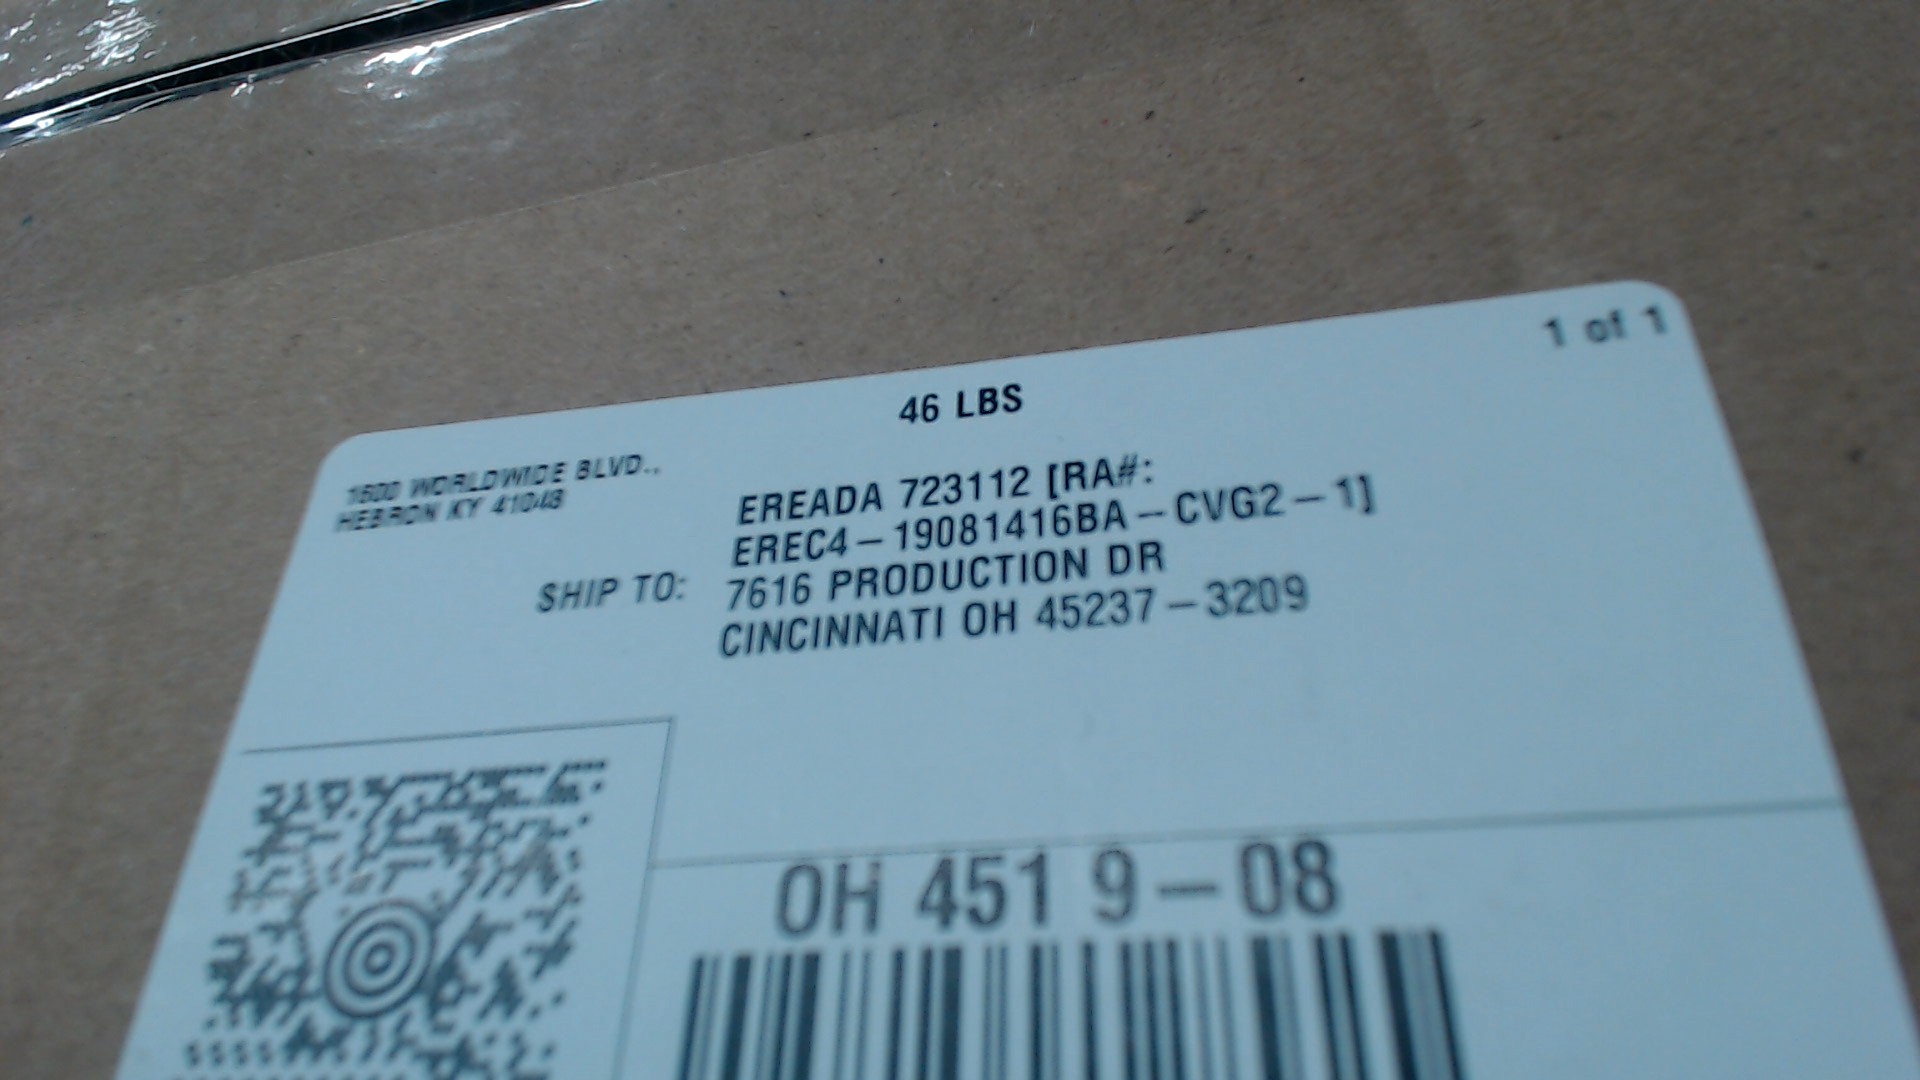 1 of 1
46 LBS
1600 WORLDWIDE BLVD.,
HEBRON KY 41048
EREADA 723112 [RA#:
EREC4-19081416BA-CVG2-1]
SHIP TO: 7616 PRODUCTION DR
CINCINNATI OH 45237-3209
OH 451 9-08